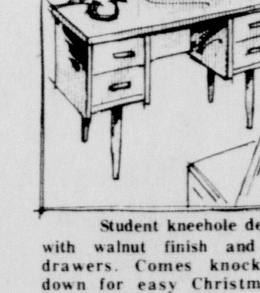 Student kneehole de
with walnut finish and
drawers. Comes knock
down for easy Christm